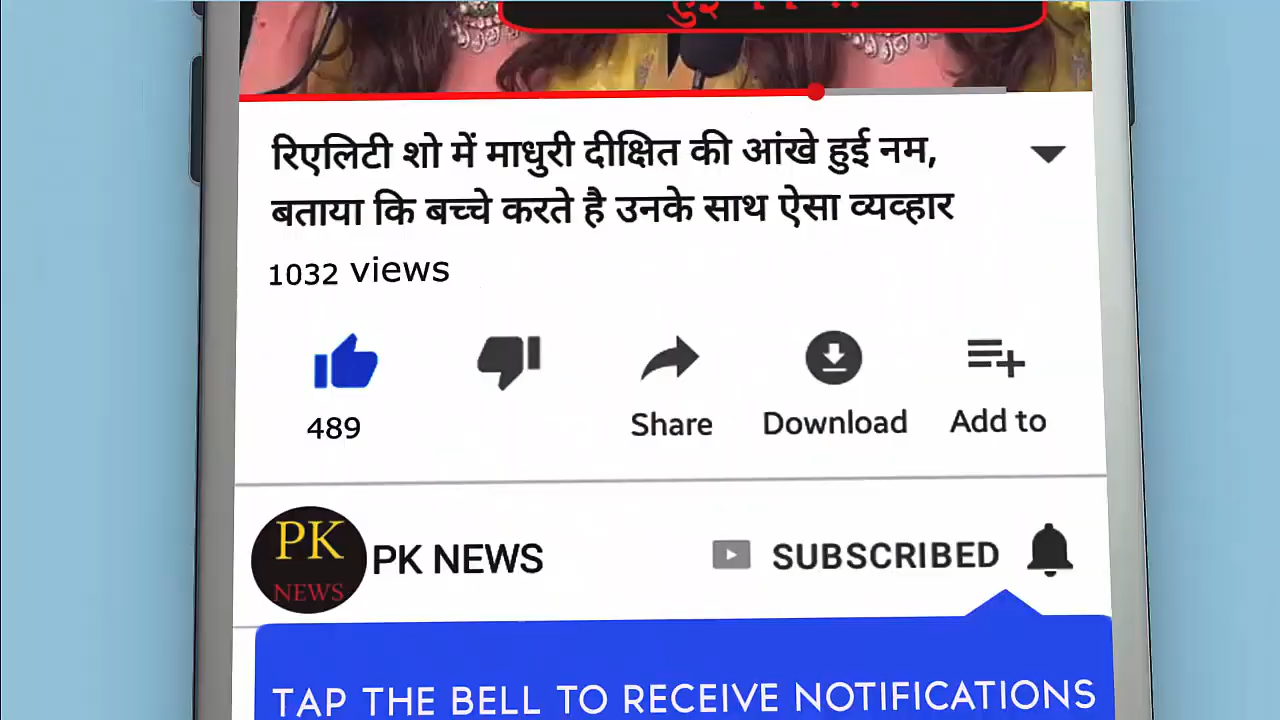 रिएलिटी शो में माधुरी दीक्षित की आंखे हुई नम,
बताया कि बच्चे करते है उनके साथ ऐसा व्यव्हार
1032 views
489
Share
Download
Add to
PK
NEWS
PK NEWS
SUBSCRIBED
TAP THE BELL TO RECEIVE NOTIFICATIONS